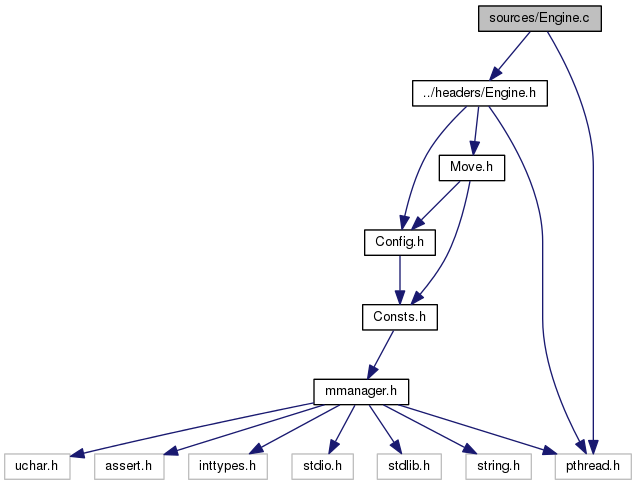 sources/Engine.c
../headers/Engine.h
Move.h
Config.h
Consts.h
mmanager.h
uchar.h
assert.h
inttypes.h
stdio.h
stdlib.h
string.h
pthread.h